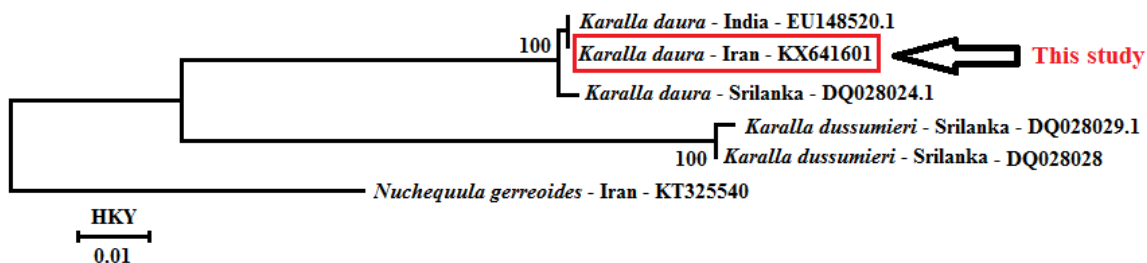 Karalla daura - India - EU148520.1
100
Karalla daura - Iran - KX641601
This study
Karalla daura - Srilanka - DQ028024.1
Karalla dussumieri - Srilanka - DQ028029.1
100
Karalla dussumieri - Srilanka - DQ028028
Nuchequula gerreoides - Iran - KT325540
HKY
0.01